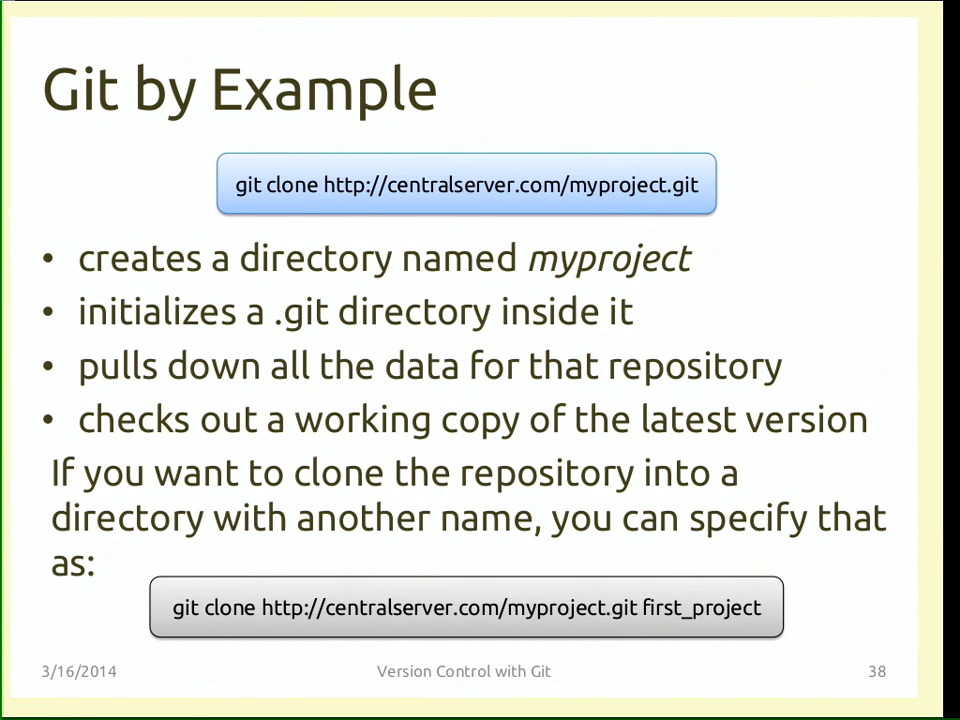 Git by Example
git clone http://centralserver.com/myproject.git
• creates a directory named myproject
• initializes a .git directory inside it
• pulls down all the data for that repository
• checks out a working copy of the latest version
If you want to clone the repository into a
directory with another name, you can specify that
as:
git clone http://centralserver.com/myproject.git first_project
3/16/2014
Version Control with Git
38